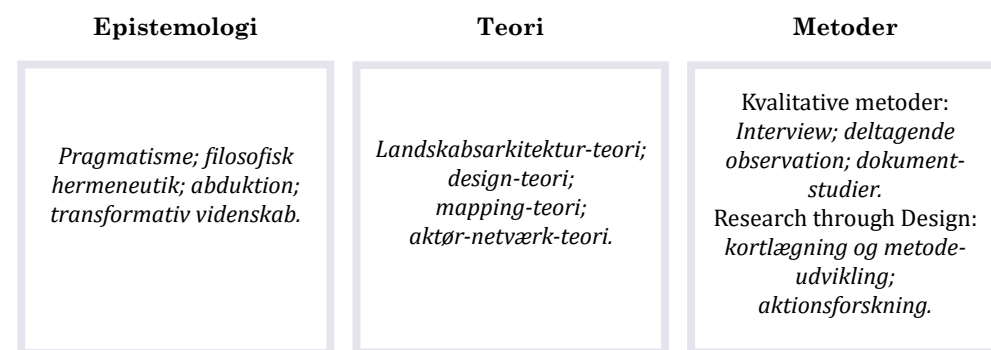 Epistemologi
Teori
Metoder
Pragmatisme; filosofisk
hermeneutik; abduktion;
transformativ videnskab.
Landskabsarkitektur-teori;
design-teori;
mapping-teori;
aktør-netværk-teori.
Kvalitative metoder:
Interview; deltagende
observation; dokument-
studier.
Research through Design:
kortlægning og metode-
udvikling;
aktionsforskning.